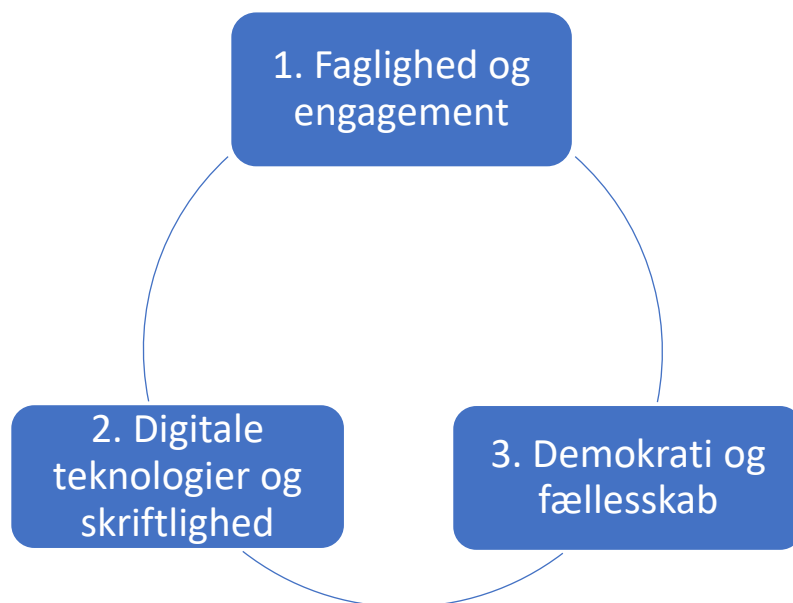 1. Faglighed og
engagement
2. Digitale
teknologier og
skriftlighed
3. Demokrati og
fællesskab